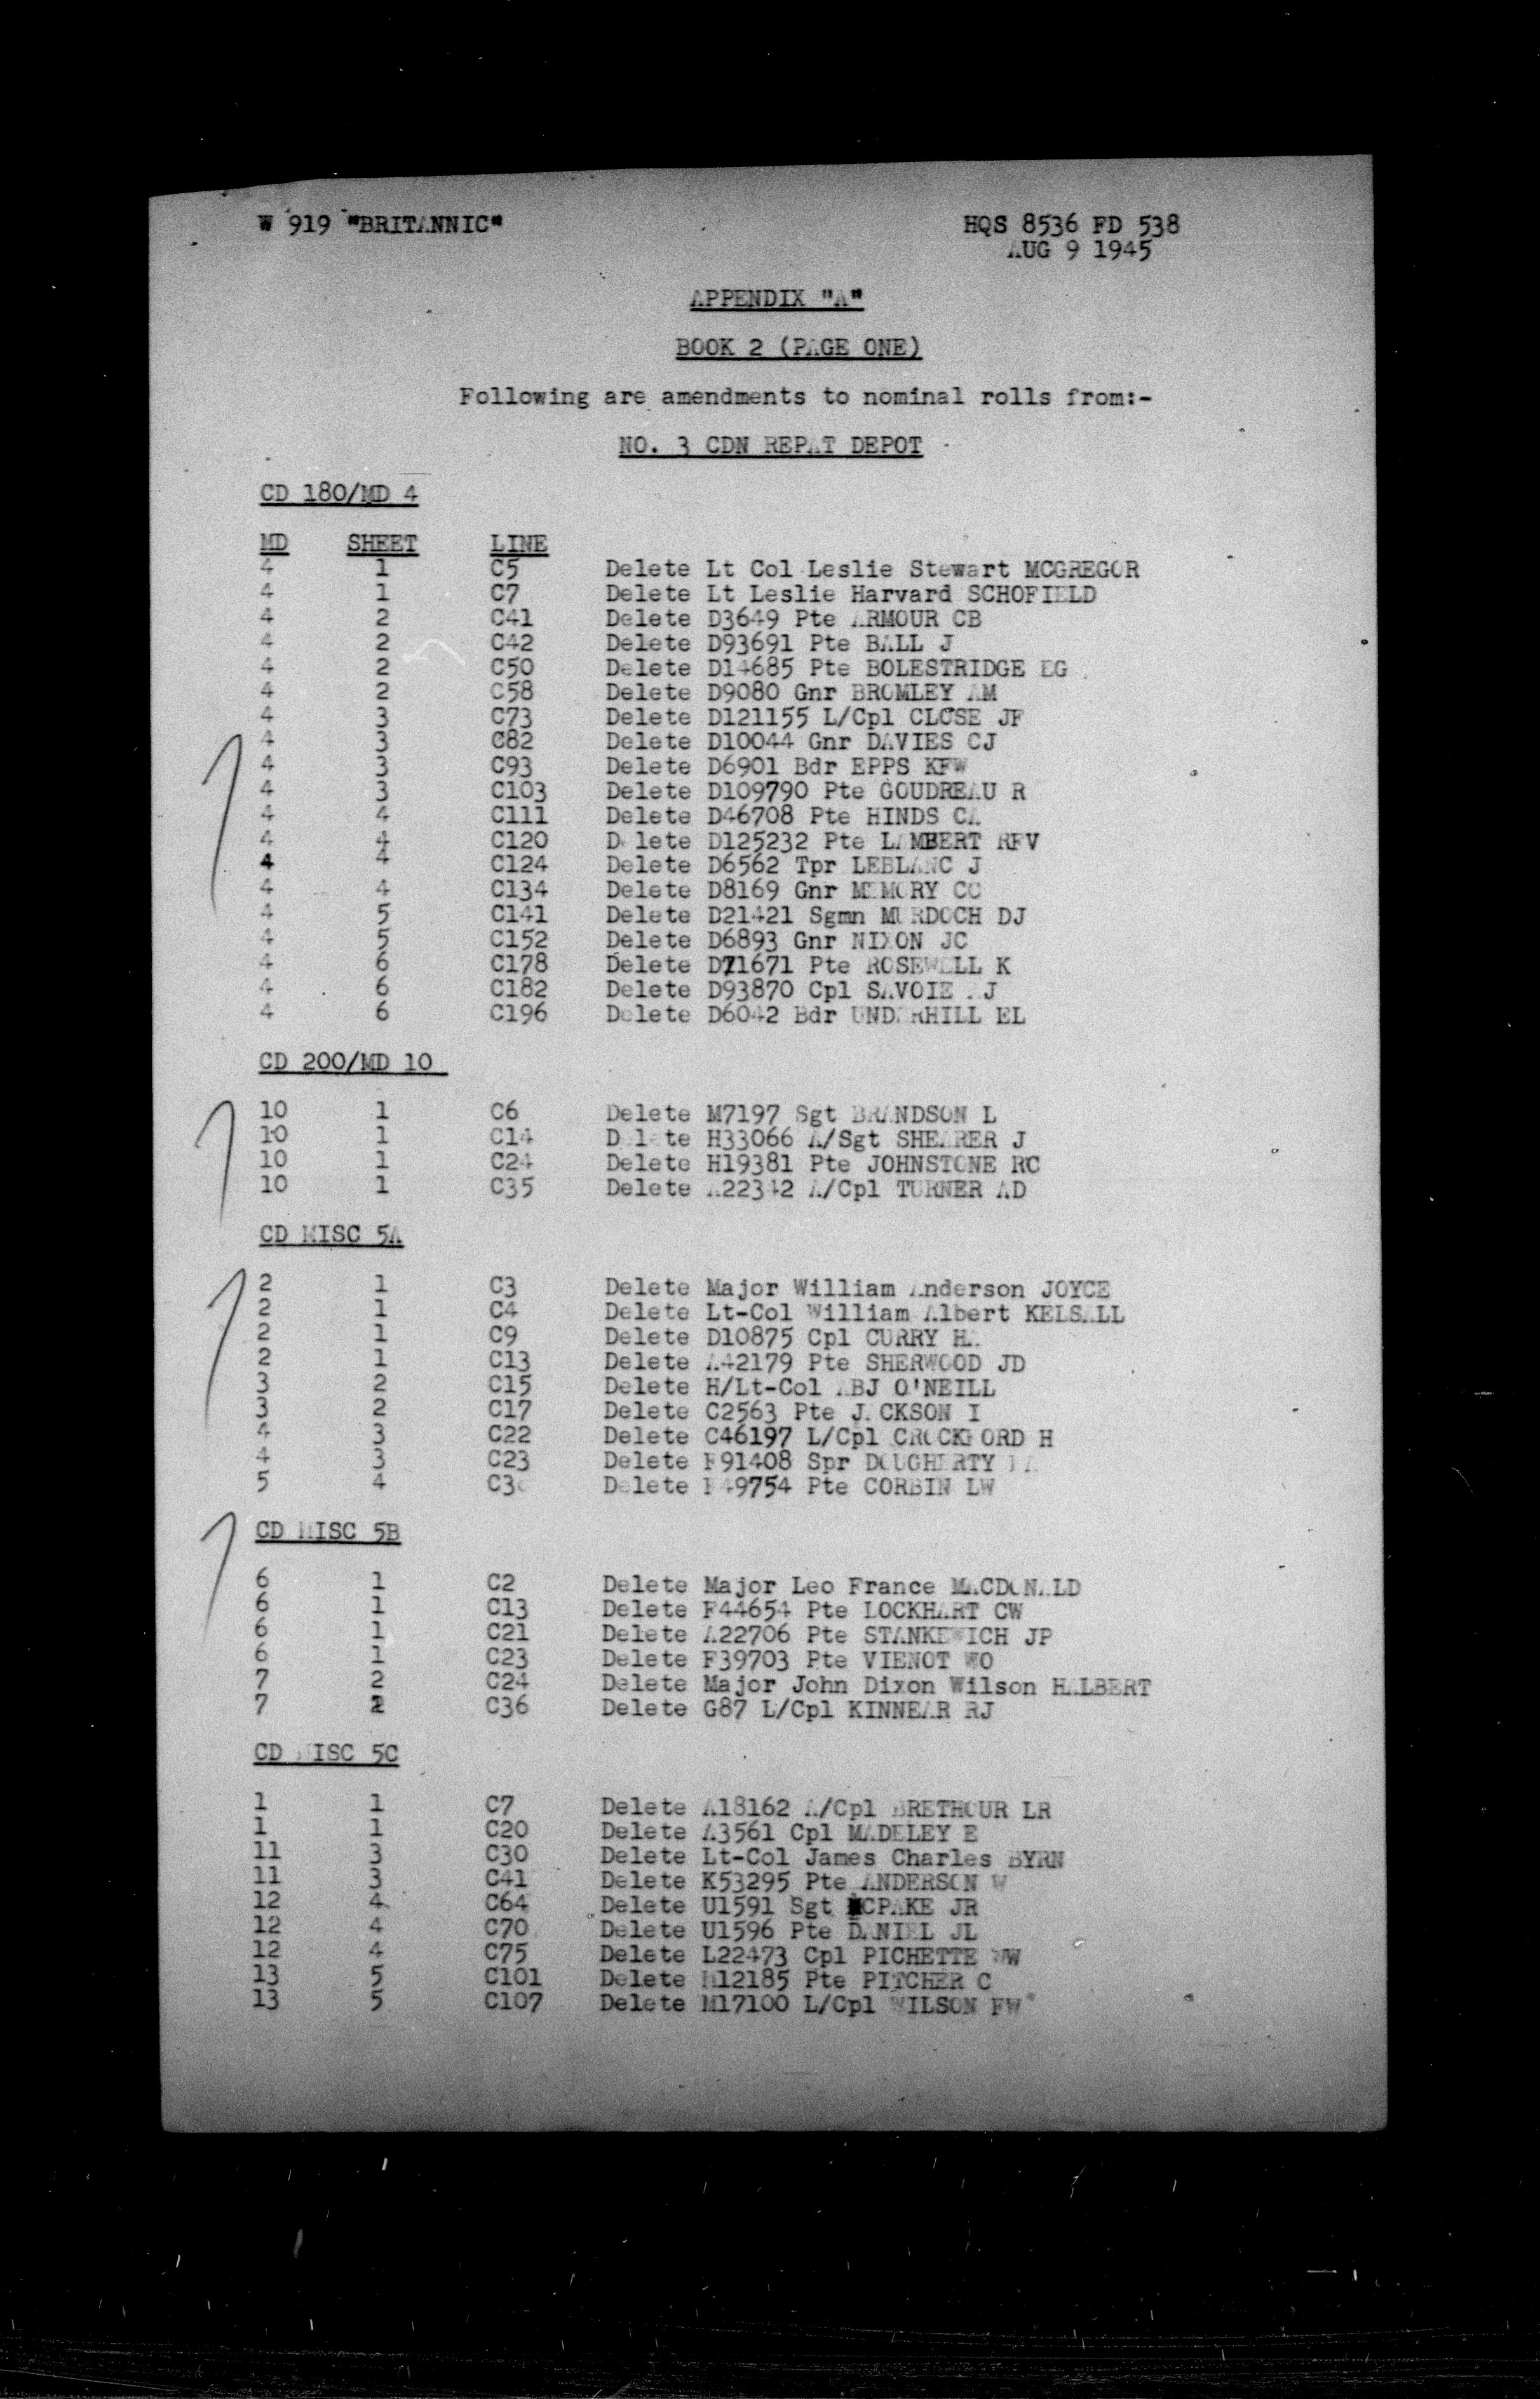 W 919 "BRITANNIC" HQS 8536 FD 538
AUG 9 1945
APPENDIX "A"
BOOK 2 (PAGE ONE)
Following are amendments to nominal rolls from:-
NO. 3 CDN REPAT DEPOT
CD 180/MD 4
MD SHEET LINE
4 1 C5 Delete Lt Col Leslie Stewart MCGREGOR
4 1 C7 Delete Lt Leslie Harvard SCHOFIELD
4 2 C41 Delete D3649 Pte ARMOUR CB
4 2 C42 Delete D93691 Pte BALL J
4 2 C50 Delete D14685 Pte BOLESTRIDGE EG
4 2 C58 Delete D9080 Gnr BROMLEY AM
4 3 C73 Delete D121155 L/Cpl CLOSE JF
4 3 C82 Delete D10044 Gnr DAVIES CJ
4 3 C93 Delete D6901 Bdr EPPS KFW
4 3 C103 Delete D109790 Pte GOUDREAU R
4 4 C111 Delete D46708 Pte HINDS CA
4 4 C120 Delete D125232 Pte LAMBERT RFV
4 4 C124 Delete D6562 Tpr LEBLANC J
4 4 C134 Delete D8169 Gnr MEMORY CC
4 5 C141 Delete D21421 Sgmn MURDOCH DJ
4 5 C152 Delete D6893 Gnr NIXON JC
4 6 C178 Delete D71671 Pte ROSEWELL K
4 6 C182 Delete D93870 Cpl SAVOIE AJ
4 6 C196 Delete D6042 Bdr UNDERHILL EL
CD 200/MD 10
10 1 C6 Delete M7197 Sgt BRANDSON L
10 1 C14 Delete H33066 A/Sgt SHEARER J
10 1 C24 Delete H19381 Pte JOHNSTONE RC
10 1 C35 Delete A22342 A/Cpl TURNER AD
CD MISC 5A
2 1 C3 Delete Major William Anderson JOYCE
2 1 C4 Delete Lt-Col William Albert KELSALL
2 1 C9 Delete D10875 Cpl CURRY HA
2 1 C13 Delete A42179 Pte SHERWOOD JD
3 2 C15 Delete H/Lt-Col ABJ O'NEILL
3 2 C17 Delete C2563 Pte JACKSON I
4 3 C22 Delete C46197 L/Cpl CROCKFORD H
4 3 C23 Delete F91408 Spr DOUGHERTY
5 4 Delete F49754 Pte CORBIN LW
CD MISC 5B
6 1 C2 Delete Major Leo France MACDONALD
6 1 C13 Delete F44654 Pte LOCKHART CW
6 1 C21 Delete A22706 Pte STANKEWICH JP
6 1 C23 Delete F39703 Pte VIENOT WO
7 2 C24 Delete Major John Dixon Wilson HALBERT
7 2 C36 Delete G87 L/Cpl KINNEAR RJ
CD MISC 5C
1 1 C7 Delete A18162 A/Cpl BRETHOUR LR
1 1 C20 Delete A3561 Cpl MADELEY E
11 3 C30 Delete Lt-Col James Charles BYRN
11 3 C41 Delete K53295 Pte ANDERSON W
12 4 C64 Delete U1591 Sgt MCPAKE JR
12 4 C70 Delete U1596 Pte DANIEL JL
12 4 C75 Delete L22473 Cpl PICHETTE WW
13 5 C101 Delete M12185 Pte PITCHER C
13 5 C107 Delete M17100 L/Cpl WILSON FW